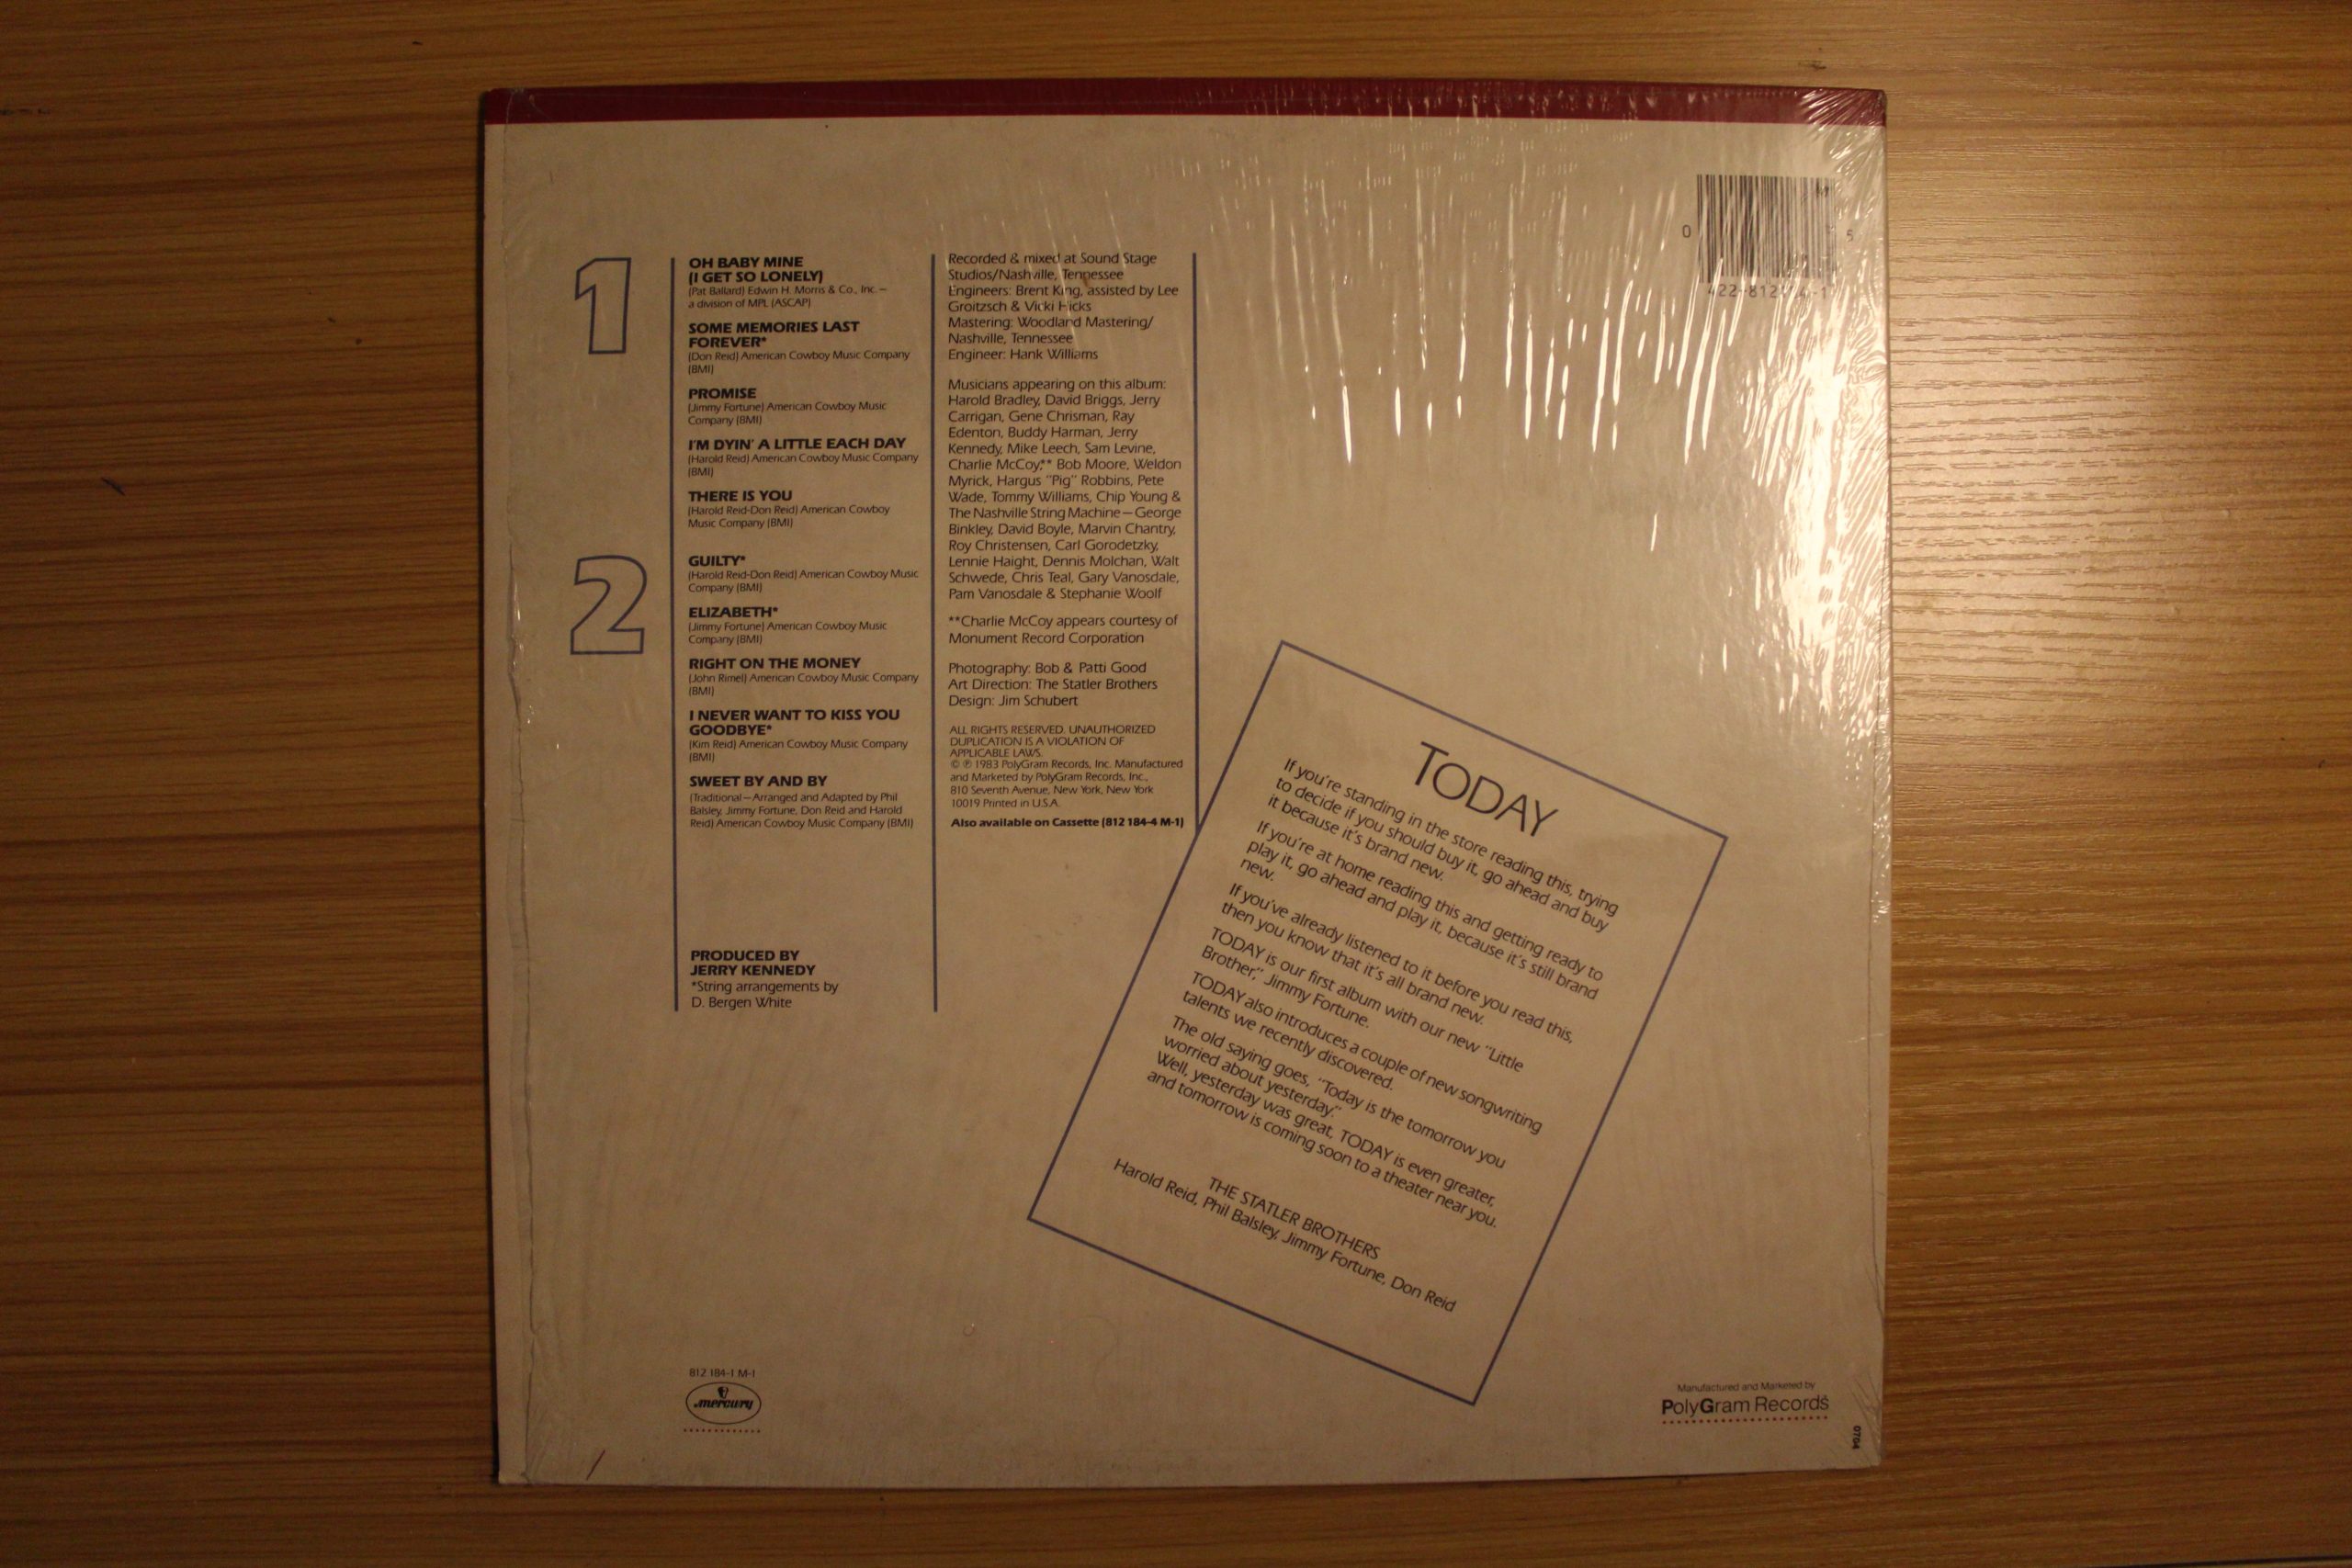 1
OH BABY MINE
(I GET SO LONELY)
(Pat Ballard) Edwin H. Morris & Co., Inc.—
a division of MPL (ASCAP)
SOME MEMORIES LAST
FOREVER*
(Don Reid) American Cowboy Music Company
(BMI)
PROMISE
(Jimmy Fortune) American Cowboy Music
Company (BMI)
I'M DYIN' A LITTLE EACH DAY
(Harold Reid) American Cowboy Music Company
(BMI)
THERE IS YOU
(Harold Reid-Don Reid) American Cowboy
Music Company (BMI)
2
GUILTY*
(Harold Reid-Don Reid) American Cowboy Music
Company (BMI)
ELIZABETH*
(Jimmy Fortune) American Cowboy Music
Company (BMI)
RIGHT ON THE MONEY
(John Rimel) American Cowboy Music Company
(BMI)
I NEVER WANT TO KISS YOU
GOODBYE*
(Kim Reid) American Cowboy Music Company
(BMI)
SWEET BY AND BY
(Traditional—Arranged and Adapted by Phil
Balsley, Jimmy Fortune, Don Reid and Harold
Reid) American Cowboy Music Company (BMI)
PRODUCED BY
JERRY KENNEDY
*String arrangements by
D. Bergen White
Recorded & mixed at Sound Stage
Studios/Nashville, Tennessee
Engineers: Brent King, assisted by Lee
Groitzsch & Vicki Hicks
Mastering: Woodland Mastering/
Nashville, Tennessee
Engineer: Hank Williams
Musicians appearing on this album:
Harold Bradley, David Briggs, Jerry
Carrigan, Gene Chrisman, Ray
Edenton, Buddy Harman, Jerry
Kennedy, Mike Leech, Sam Levine,
Charlie McCoy,** Bob Moore, Weldon
Myrick, Hargus "Pig" Robbins, Pete
Wade, Tommy Williams, Chip Young &
The Nashville String Machine—George
Binkley, David Boyle, Marvin Chantry,
Roy Christensen, Carl Gorodetzky,
Lennie Haight, Dennis Molchan, Walt
Schwede, Chris Teal, Gary Vanosdale,
Pam Vanosdale & Stephanie Woolf
**Charlie McCoy appears courtesy of
Monument Record Corporation
Photography: Bob & Patti Good
Art Direction: The Statler Brothers
Design: Jim Schubert
ALL RIGHTS RESERVED. UNAUTHORIZED
DUPLICATION IS A VIOLATION OF
APPLICABLE LAWS.
© ℗ 1983 PolyGram Records, Inc. Manufactured
and Marketed by PolyGram Records, Inc.,
810 Seventh Avenue, New York, New York
10019 Printed in U.S.A.
Also available on Cassette (812 184-4 M-1)
0
5
TODAY
If you're standing in the store reading this, trying
to decide if you should buy it, go ahead and buy
it because it's brand new.
If you're at home reading this and getting ready to
play it, go ahead and play it, because it's still brand
new.
If you've already listened to it before you read this,
then you know that it's all brand new.
TODAY is our first album with our new "Little
Brother," Jimmy Fortune.
TODAY also introduces a couple of new songwriting
talents we recently discovered.
The old saying goes, "Today is the tomorrow you
worried about yesterday."
Well, yesterday was great, TODAY is even greater,
and tomorrow is coming soon to a theater near you.
THE STATLER BROTHERS
Harold Reid, Phil Balsley, Jimmy Fortune, Don Reid
812 184-1 M-1
mercury
Manufactured and Marketed by
PolyGram Records
0704